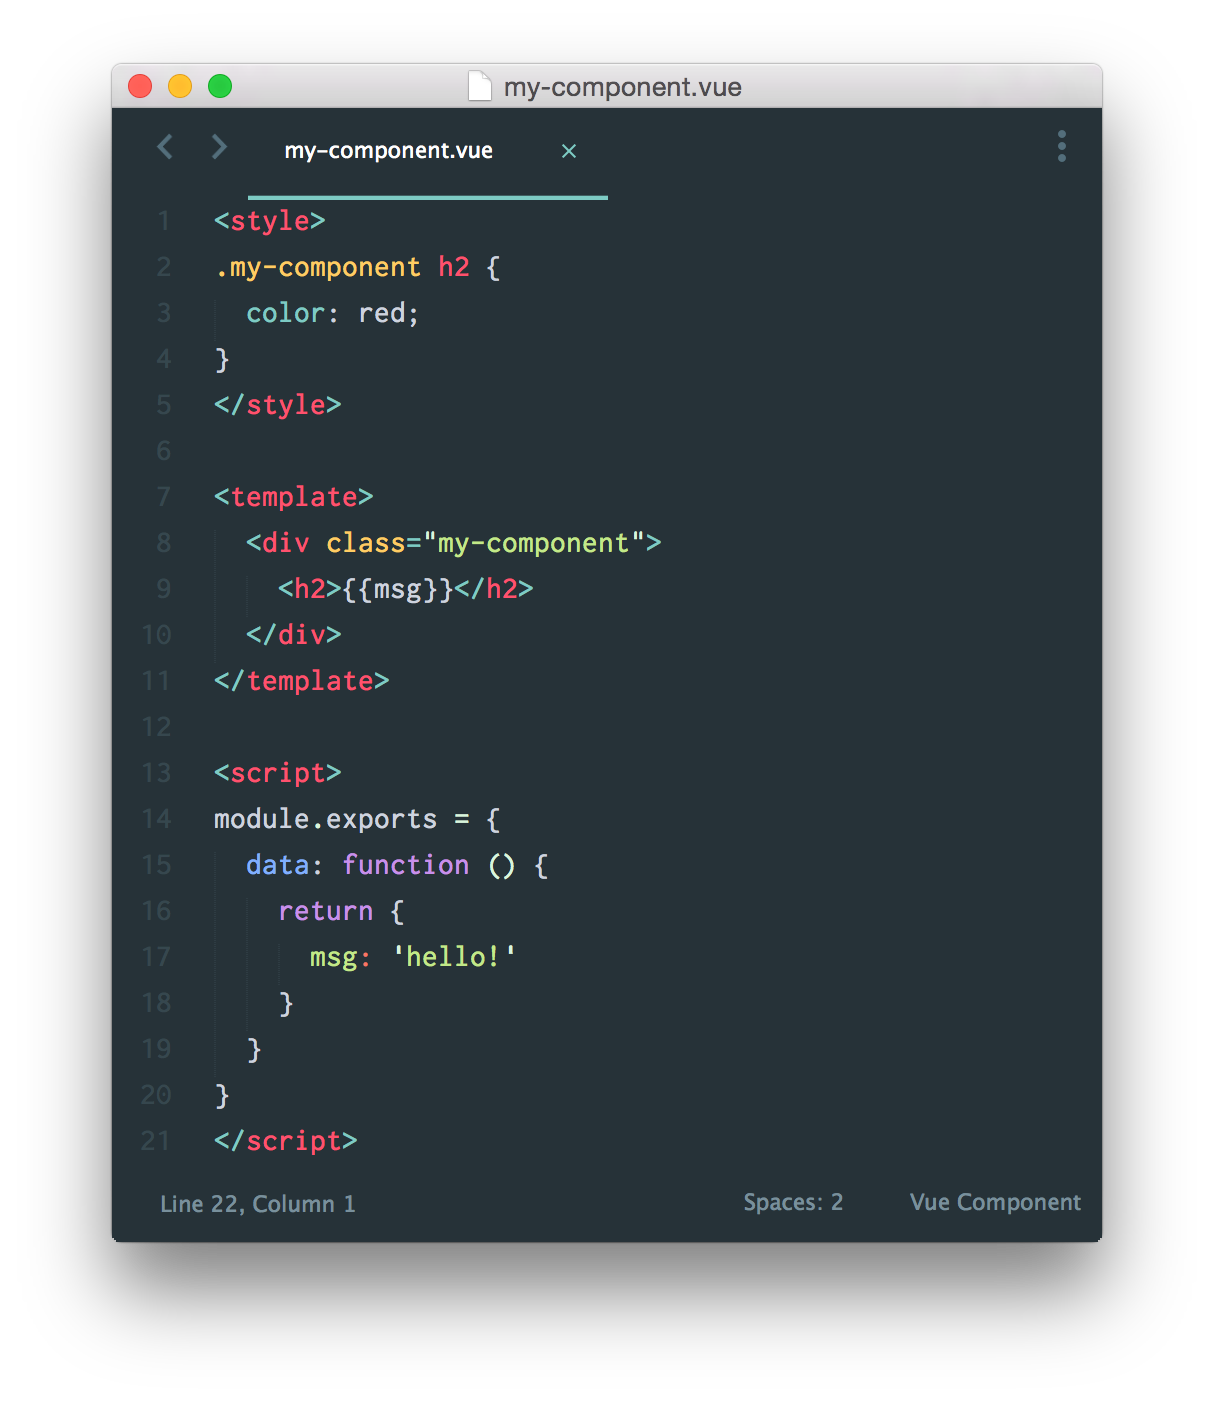 my-component.vue
my-component.vue ×
1 <style>
2 .my-component h2 {
3   color: red;
4 }
5 </style>
6
7 <template>
8   <div class="my-component">
9     <h2>{{msg}}</h2>
10   </div>
11 </template>
12
13 <script>
14 module.exports = {
15   data: function () {
16     return {
17       msg: 'hello!'
18     }
19   }
20 }
21 </script>
Line 22, Column 1 Spaces: 2 Vue Component